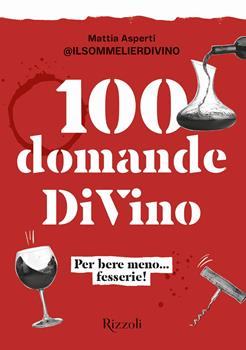 Mattia Asperti
@ILSOMMELIERDIVINO
100
domande
DiVino
Per bere meno...
fesserie!
Rizzoli